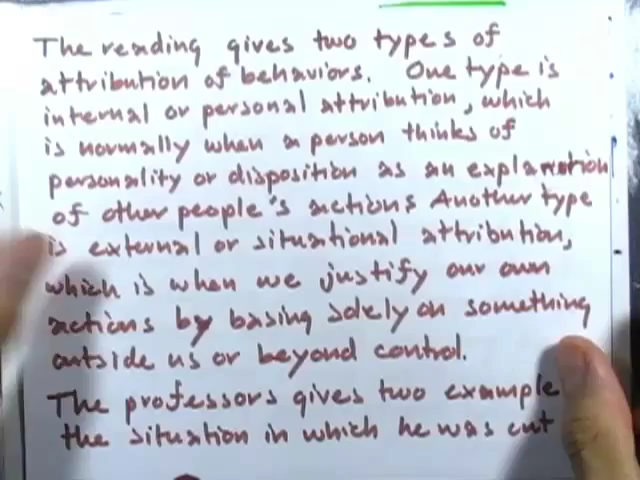 The reading gives two types of
attribution of behaviors. One type is
internal or personal attribution, which
is normally when a person thinks of
personality or disposition as an explanation
of other people's actions Another type
is external or situational attribution,
which is when we justify our own
actions by basing solely on something
outside us or beyond control.
The professors gives two example
the situation in which he was cut